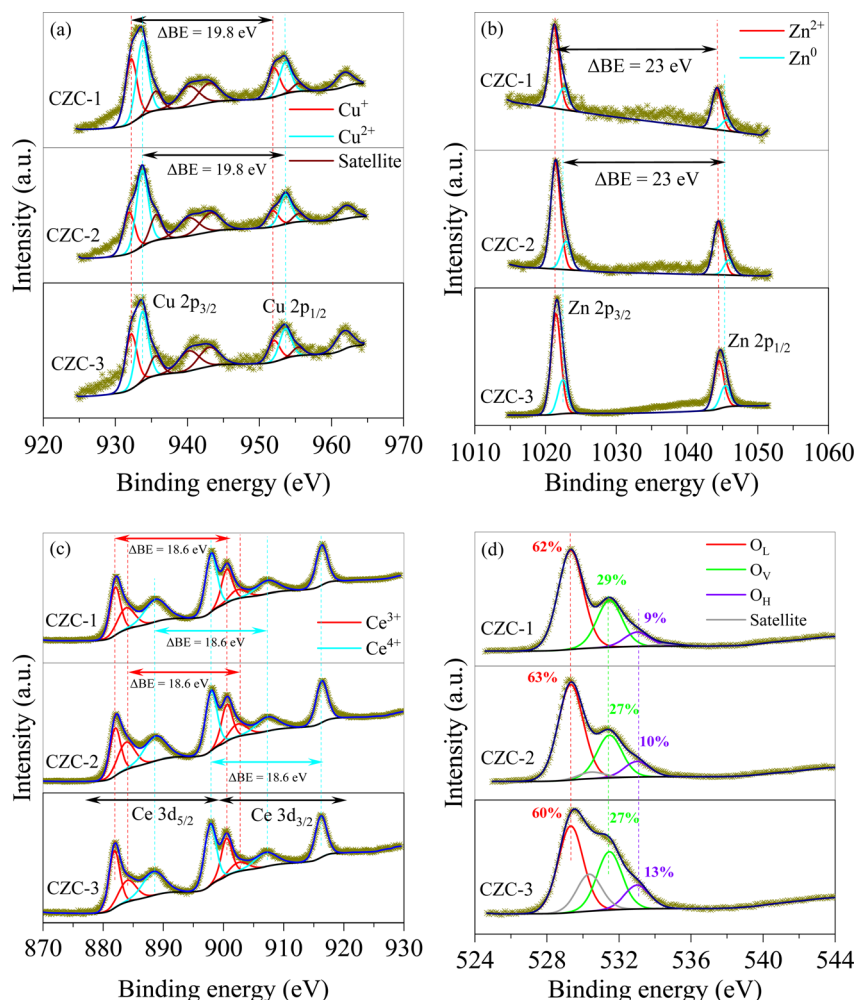 (a)
ΔBE = 19.8 eV
CZC-1
Cu⁺
Cu²⁺
Satellite
ΔBE = 19.8 eV
CZC-2
Cu 2p₃/₂
Cu 2p₁/₂
CZC-3
Intensity (a.u.)
920 930 940 950 960 970
Binding energy (eV)
(b)
Zn²⁺
Zn⁰
CZC-1
ΔBE = 23 eV
ΔBE = 23 eV
CZC-2
Zn 2p₃/₂
Zn 2p₁/₂
CZC-3
Intensity (a.u.)
1010 1020 1030 1040 1050 1060
Binding energy (eV)
(c)
ΔBE = 18.6 eV
CZC-1
Ce³⁺
Ce⁴⁺
ΔBE = 18.6 eV
ΔBE = 18.6 eV
CZC-2
ΔBE = 18.6 eV
Ce 3d₅/₂
Ce 3d₃/₂
CZC-3
Intensity (a.u.)
870 880 890 900 910 920 930
Binding energy (eV)
(d)
62%
29%
9%
O_L
O_V
O_H
Satellite
CZC-1
63%
27%
10%
CZC-2
60%
27%
13%
CZC-3
Intensity (a.u.)
524 528 532 536 540 544
Binding energy (eV)